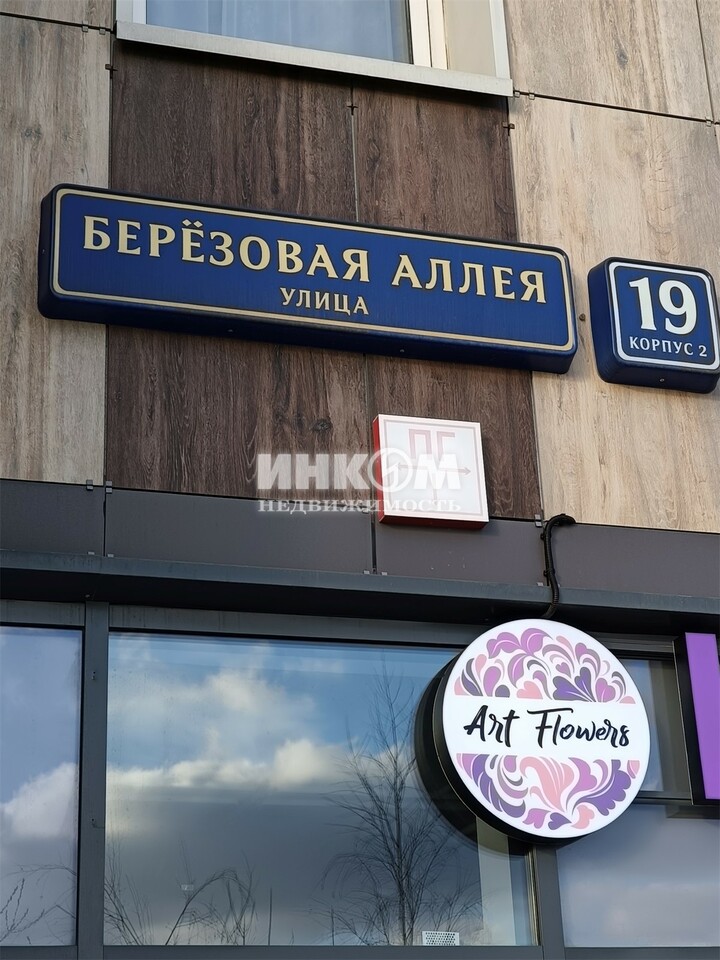 БЕРЁЗОВАЯ АЛЛЕЯ
УЛИЦА
19
КОРПУС 2
ПГ
ИНКОМ
НЕДВИЖИМОСТЬ
Art Flowers